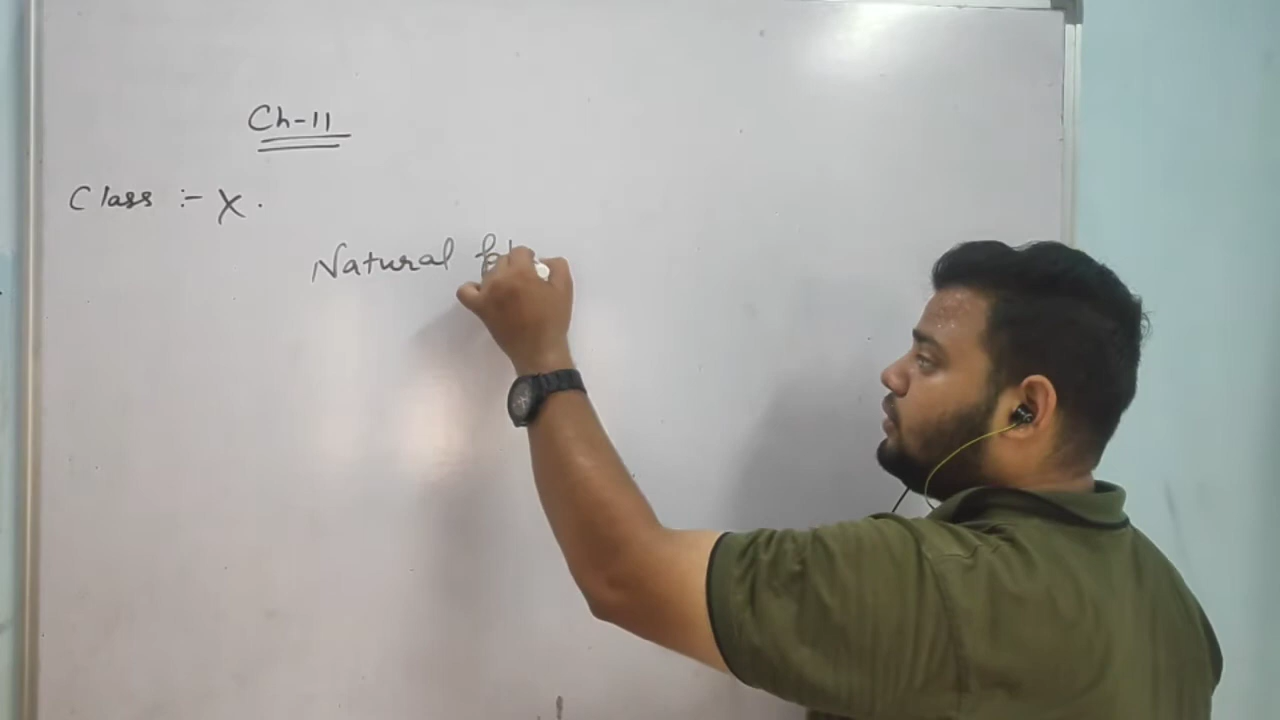 Ch-11
Class :- X.
Natural